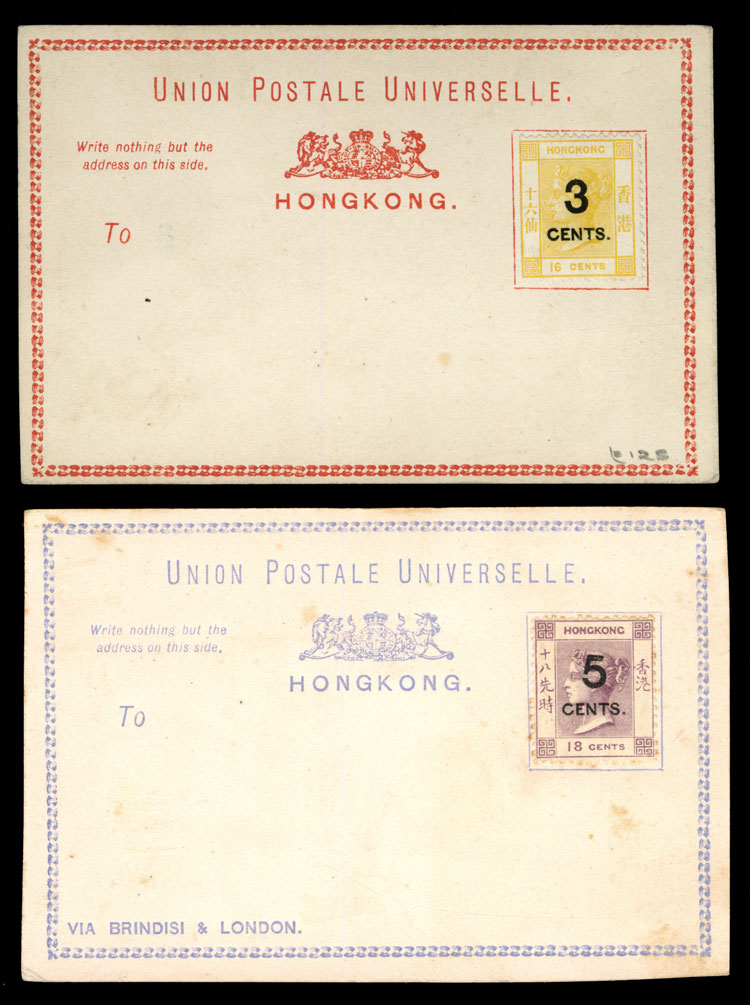 UNION POSTALE UNIVERSELLE.
Write nothing but the
address on this side.
HONGKONG.
To
HONGKONG
十六仙
香港
3
CENTS.
16 CENTS
£125
UNION POSTALE UNIVERSELLE.
Write nothing but the
address on this side.
HONGKONG.
To
HONGKONG
十八先時
香港
5
CENTS.
18 CENTS
VIA BRINDISI & LONDON.